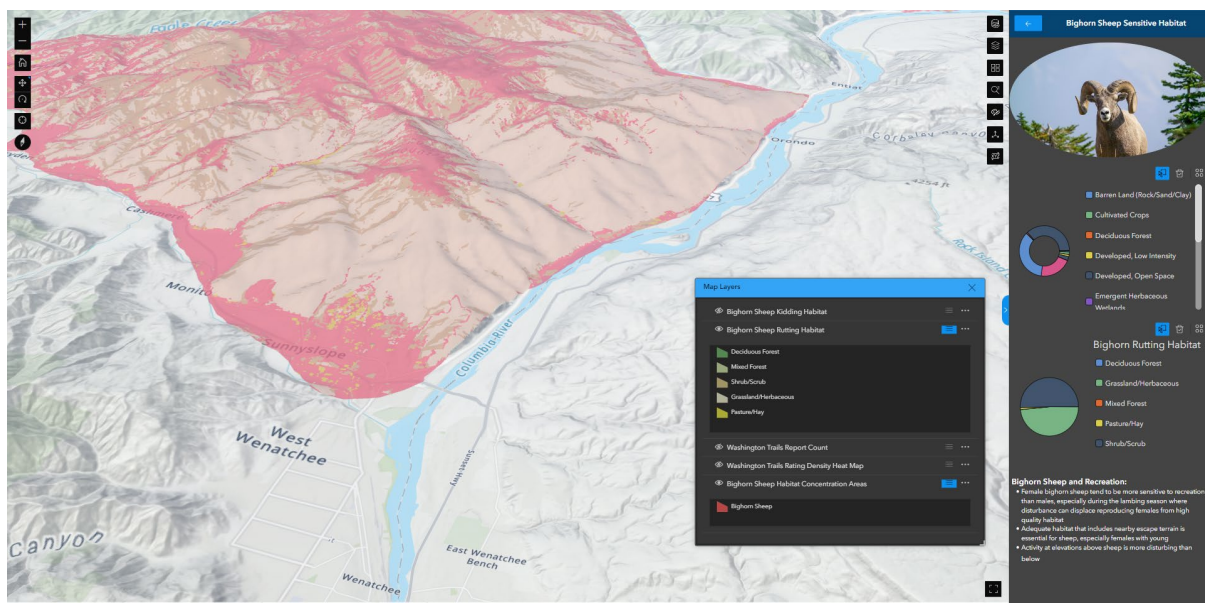 Eagle Creek
Entiat
Orondo
Corbaley Canyon
4254 ft
Rock Island
Cashmere
Monitor
Sunnyslope
Columbia River
West
Wenatchee
Sunset Hwy
Canyon
East Wenatchee
Bench
Wenatchee
Map Layers
Bighorn Sheep Kidding Habitat
Bighorn Sheep Rutting Habitat
Deciduous Forest
Mixed Forest
Shrub/Scrub
Grassland/Herbaceous
Pasture/Hay
Washington Trails Report Count
Washington Trails Rating Density Heat Map
Bighorn Sheep Habitat Concentration Areas
Bighorn Sheep
Bighorn Sheep Sensitive Habitat
Barren Land (Rock/Sand/Clay)
Cultivated Crops
Deciduous Forest
Developed, Low Intensity
Developed, Open Space
Emergent Herbaceous
Wetlands
Bighorn Rutting Habitat
Deciduous Forest
Grassland/Herbaceous
Mixed Forest
Pasture/Hay
Shrub/Scrub
Bighorn Sheep and Recreation:
• Female bighorn sheep tend to be more sensitive to recreation
than males, especially during the lambing season where
disturbance can displace reproducing females from high
quality habitat
• Adequate habitat that includes nearby escape terrain is
essential for sheep, especially females with young
• Activity at elevations above sheep is more disturbing than
below